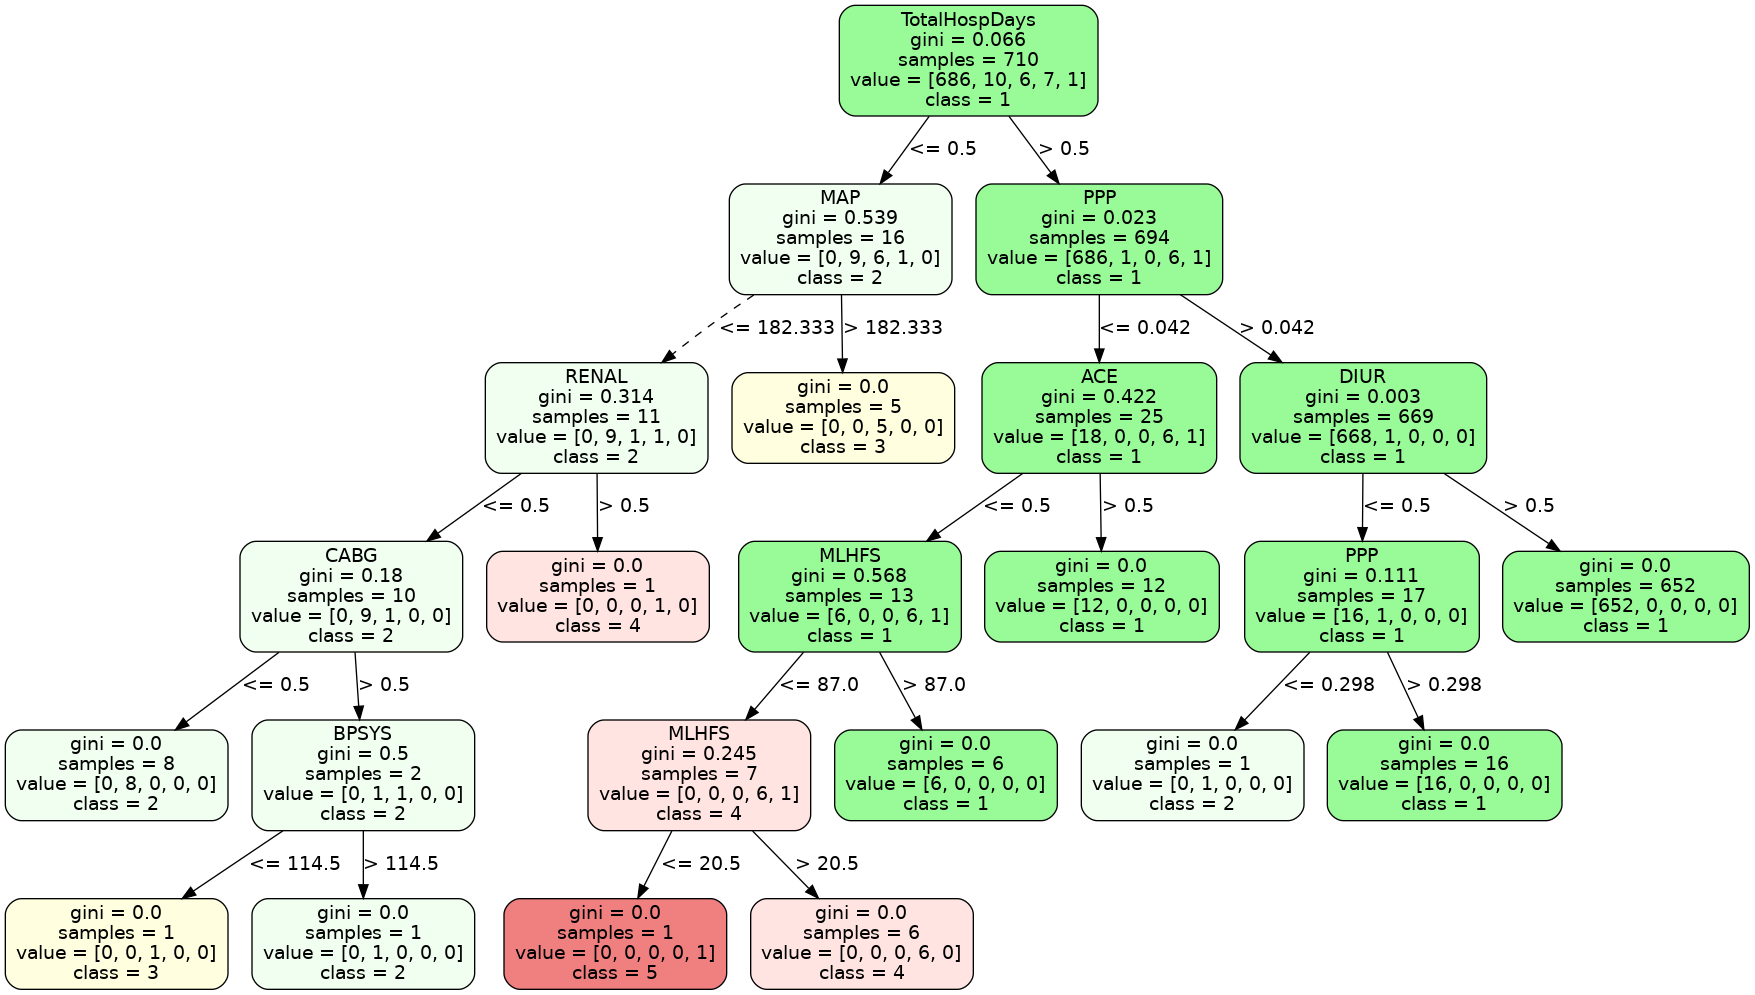 TotalHospDays
gini = 0.066
samples = 710
value = [686, 10, 6, 7, 1]
class = 1
<= 0.5
> 0.5
MAP
gini = 0.539
samples = 16
value = [0, 9, 6, 1, 0]
class = 2
PPP
gini = 0.023
samples = 694
value = [686, 1, 0, 6, 1]
class = 1
<= 182.333
> 182.333
<= 0.042
> 0.042
RENAL
gini = 0.314
samples = 11
value = [0, 9, 1, 1, 0]
class = 2
gini = 0.0
samples = 5
value = [0, 0, 5, 0, 0]
class = 3
ACE
gini = 0.422
samples = 25
value = [18, 0, 0, 6, 1]
class = 1
DIUR
gini = 0.003
samples = 669
value = [668, 1, 0, 0, 0]
class = 1
<= 0.5
> 0.5
<= 0.5
> 0.5
<= 0.5
> 0.5
CABG
gini = 0.18
samples = 10
value = [0, 9, 1, 0, 0]
class = 2
gini = 0.0
samples = 1
value = [0, 0, 0, 1, 0]
class = 4
MLHFS
gini = 0.568
samples = 13
value = [6, 0, 0, 6, 1]
class = 1
gini = 0.0
samples = 12
value = [12, 0, 0, 0, 0]
class = 1
PPP
gini = 0.111
samples = 17
value = [16, 1, 0, 0, 0]
class = 1
gini = 0.0
samples = 652
value = [652, 0, 0, 0, 0]
class = 1
<= 0.5
> 0.5
<= 87.0
> 87.0
<= 0.298
> 0.298
gini = 0.0
samples = 8
value = [0, 8, 0, 0, 0]
class = 2
BPSYS
gini = 0.5
samples = 2
value = [0, 1, 1, 0, 0]
class = 2
MLHFS
gini = 0.245
samples = 7
value = [0, 0, 0, 6, 1]
class = 4
gini = 0.0
samples = 6
value = [6, 0, 0, 0, 0]
class = 1
gini = 0.0
samples = 1
value = [0, 1, 0, 0, 0]
class = 2
gini = 0.0
samples = 16
value = [16, 0, 0, 0, 0]
class = 1
<= 114.5
> 114.5
<= 20.5
> 20.5
gini = 0.0
samples = 1
value = [0, 0, 1, 0, 0]
class = 3
gini = 0.0
samples = 1
value = [0, 1, 0, 0, 0]
class = 2
gini = 0.0
samples = 1
value = [0, 0, 0, 0, 1]
class = 5
gini = 0.0
samples = 6
value = [0, 0, 0, 6, 0]
class = 4